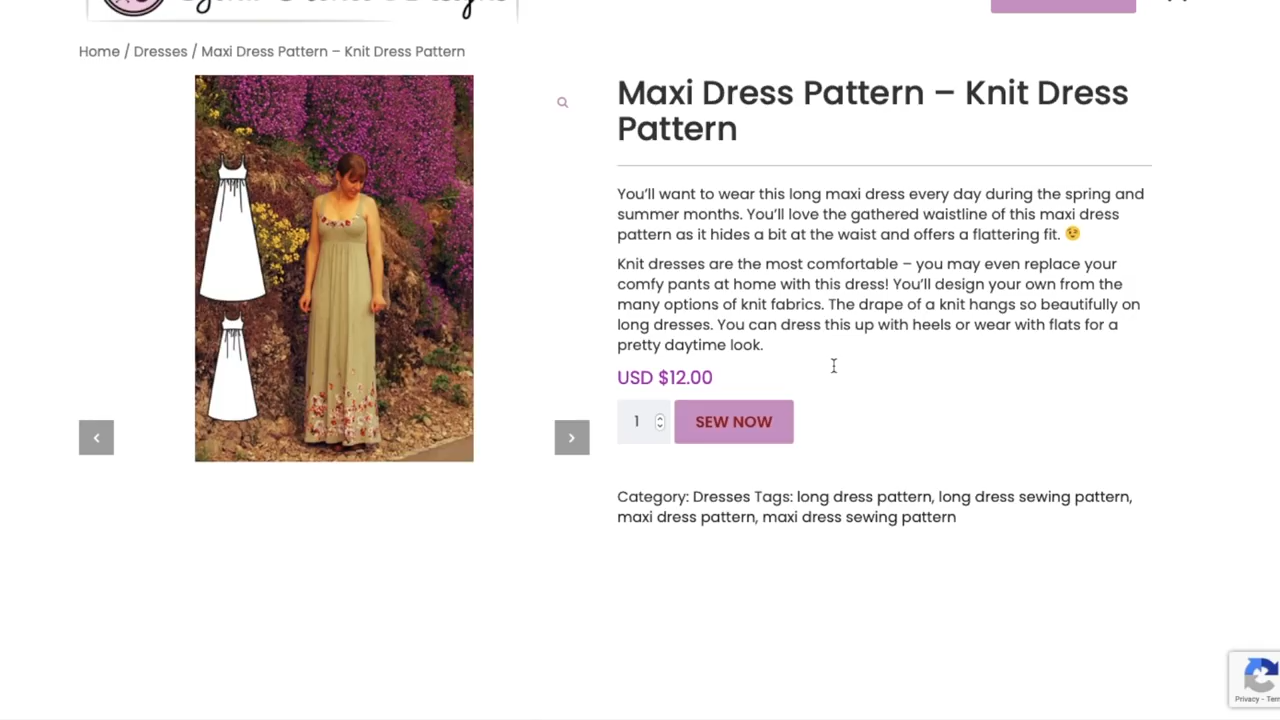 Designs
Home / Dresses / Maxi Dress Pattern – Knit Dress Pattern
Maxi Dress Pattern – Knit Dress
Pattern
You'll want to wear this long maxi dress every day during the spring and
summer months. You'll love the gathered waistline of this maxi dress
pattern as it hides a bit at the waist and offers a flattering fit. 😉
Knit dresses are the most comfortable – you may even replace your
comfy pants at home with this dress! You'll design your own from the
many options of knit fabrics. The drape of a knit hangs so beautifully on
long dresses. You can dress this up with heels or wear with flats for a
pretty daytime look.
USD $12.00
1 SEW NOW
Category: Dresses Tags: long dress pattern, long dress sewing pattern,
maxi dress pattern, maxi dress sewing pattern
Privacy -